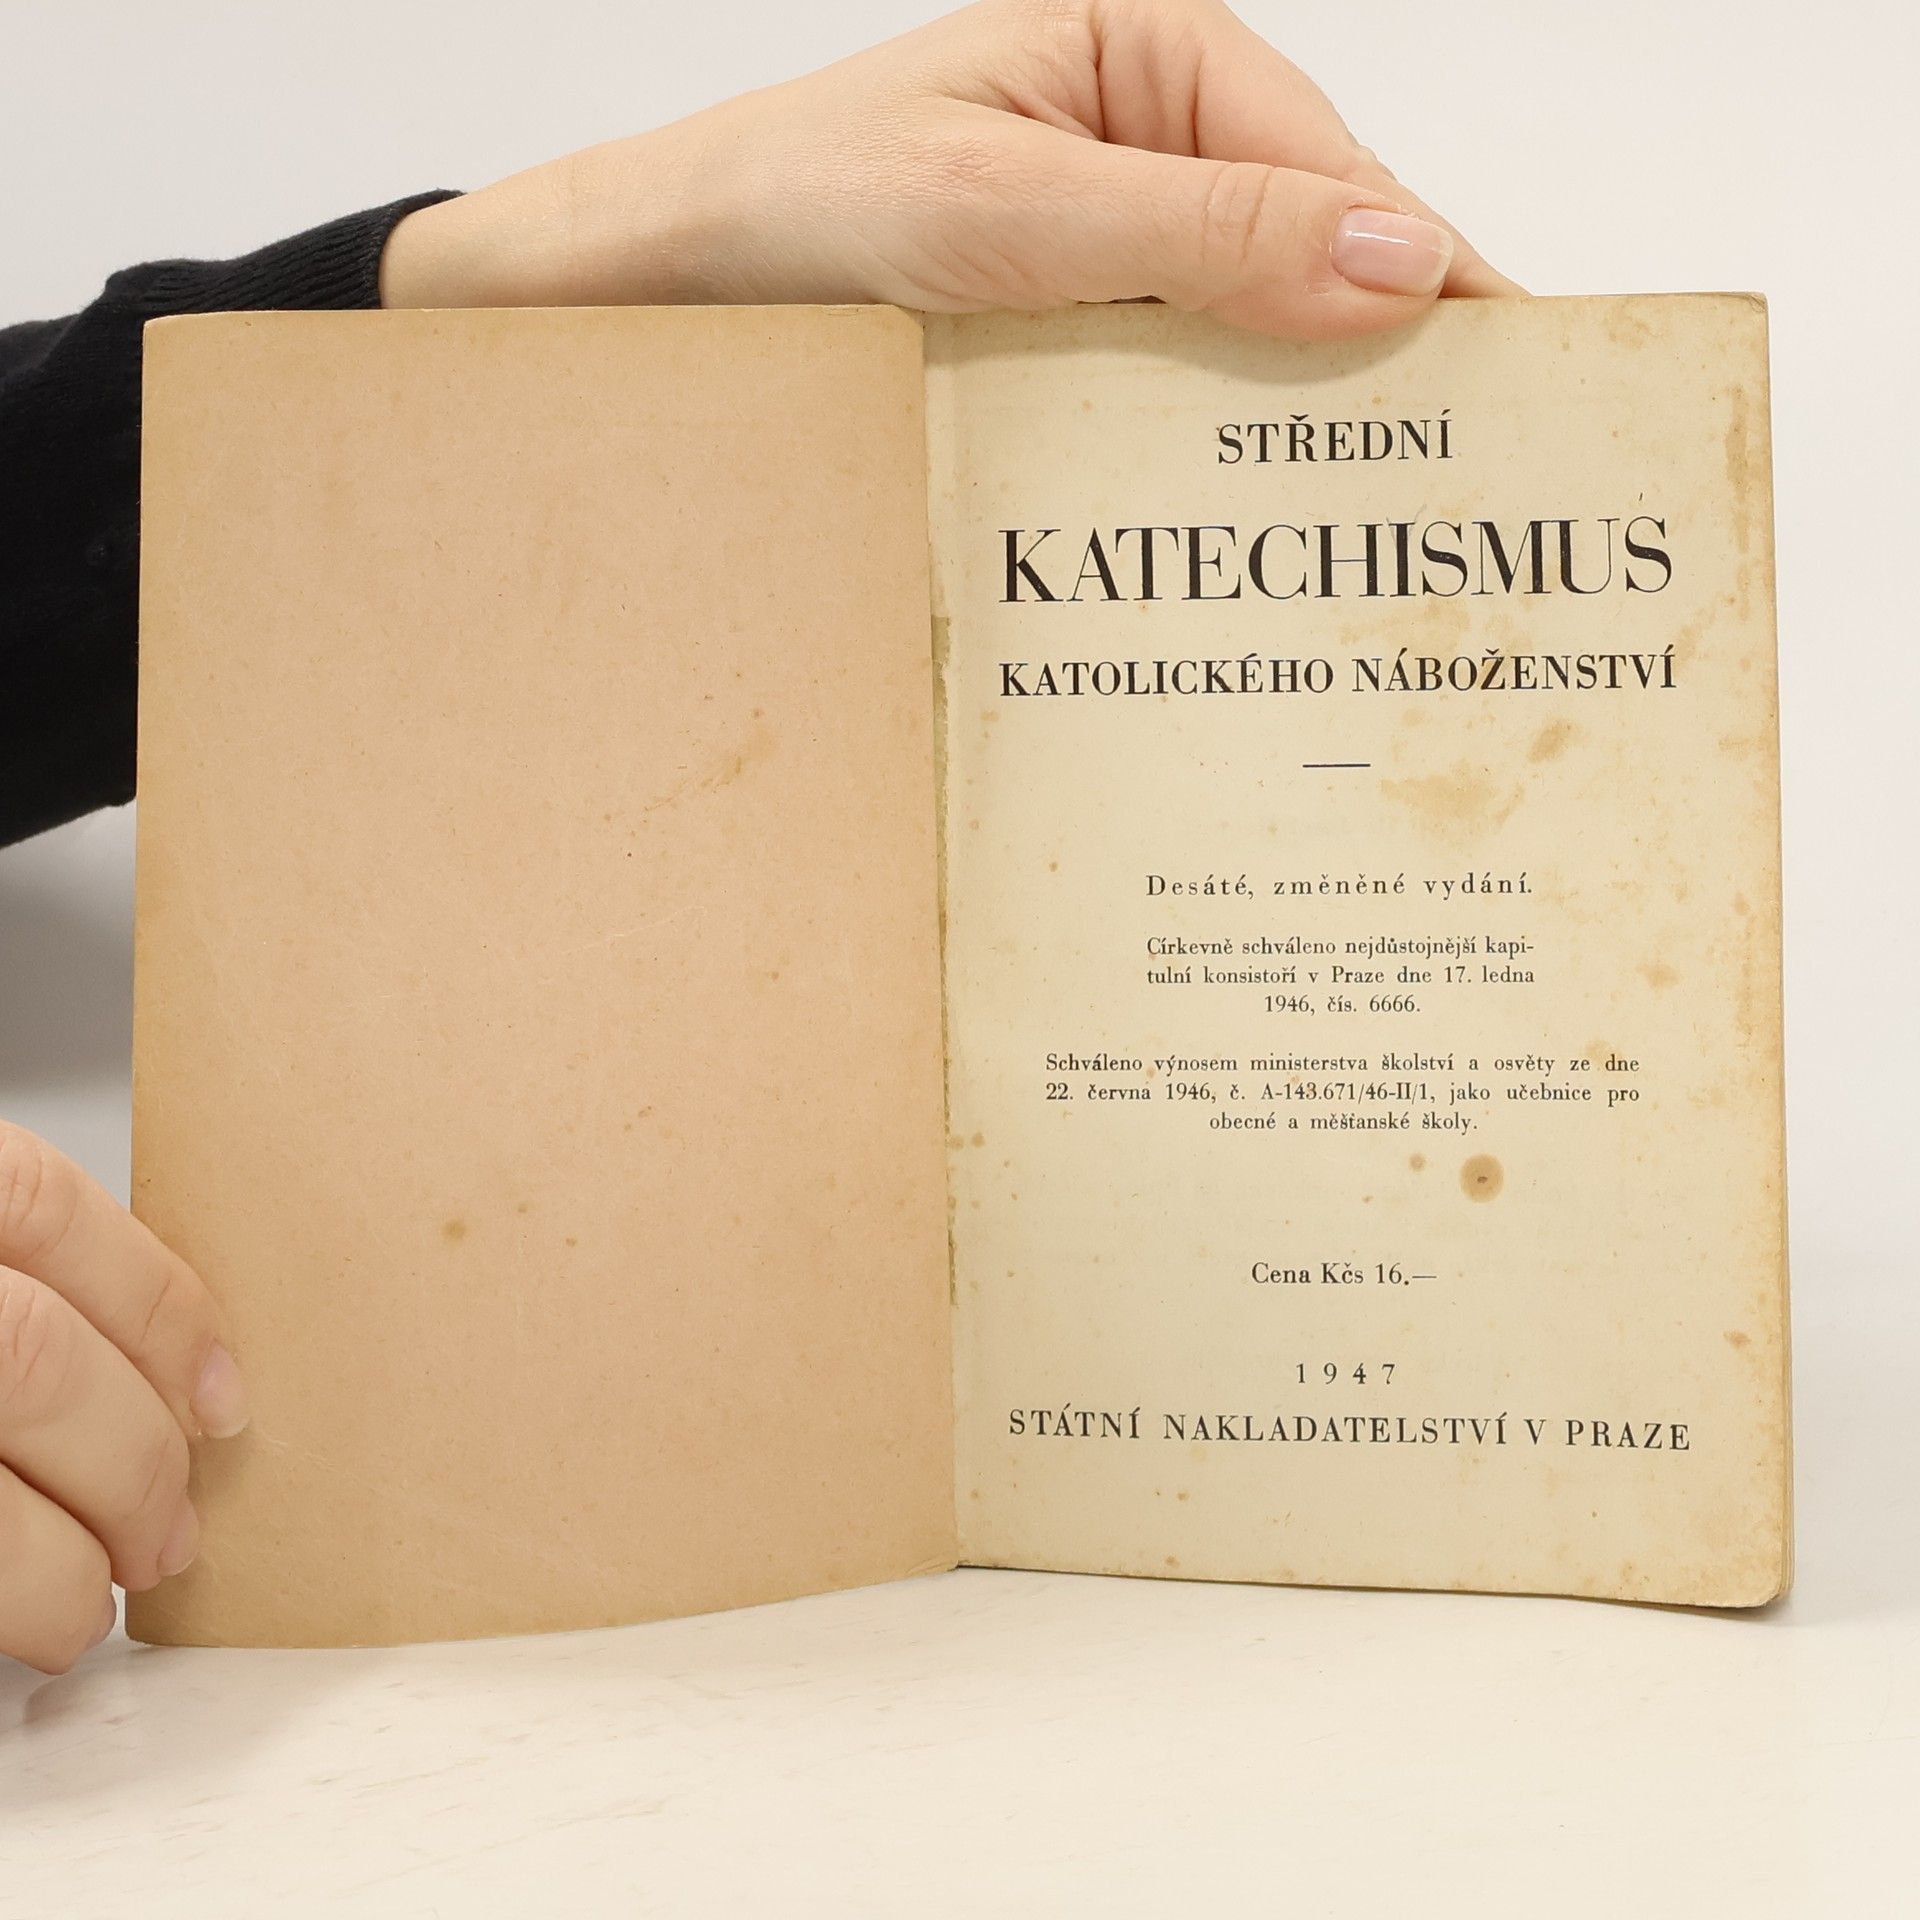 STŘEDNÍ
KATECHISMUS
KATOLICKÉHO NÁBOŽENSTVÍ
Desáté, změněné vydání.
Církevně schváleno nejdůstojnější kapi-
tulní konsistoří v Praze dne 17. ledna
1946, čís. 6666.
Schváleno výnosem ministerstva školství a osvěty ze dne
22. června 1946, č. A-143.671/46-II/1, jako učebnice pro
obecné a měšťanské školy.
Cena Kčs 16.—
1947
STÁTNÍ NAKLADATELSTVÍ V PRAZE